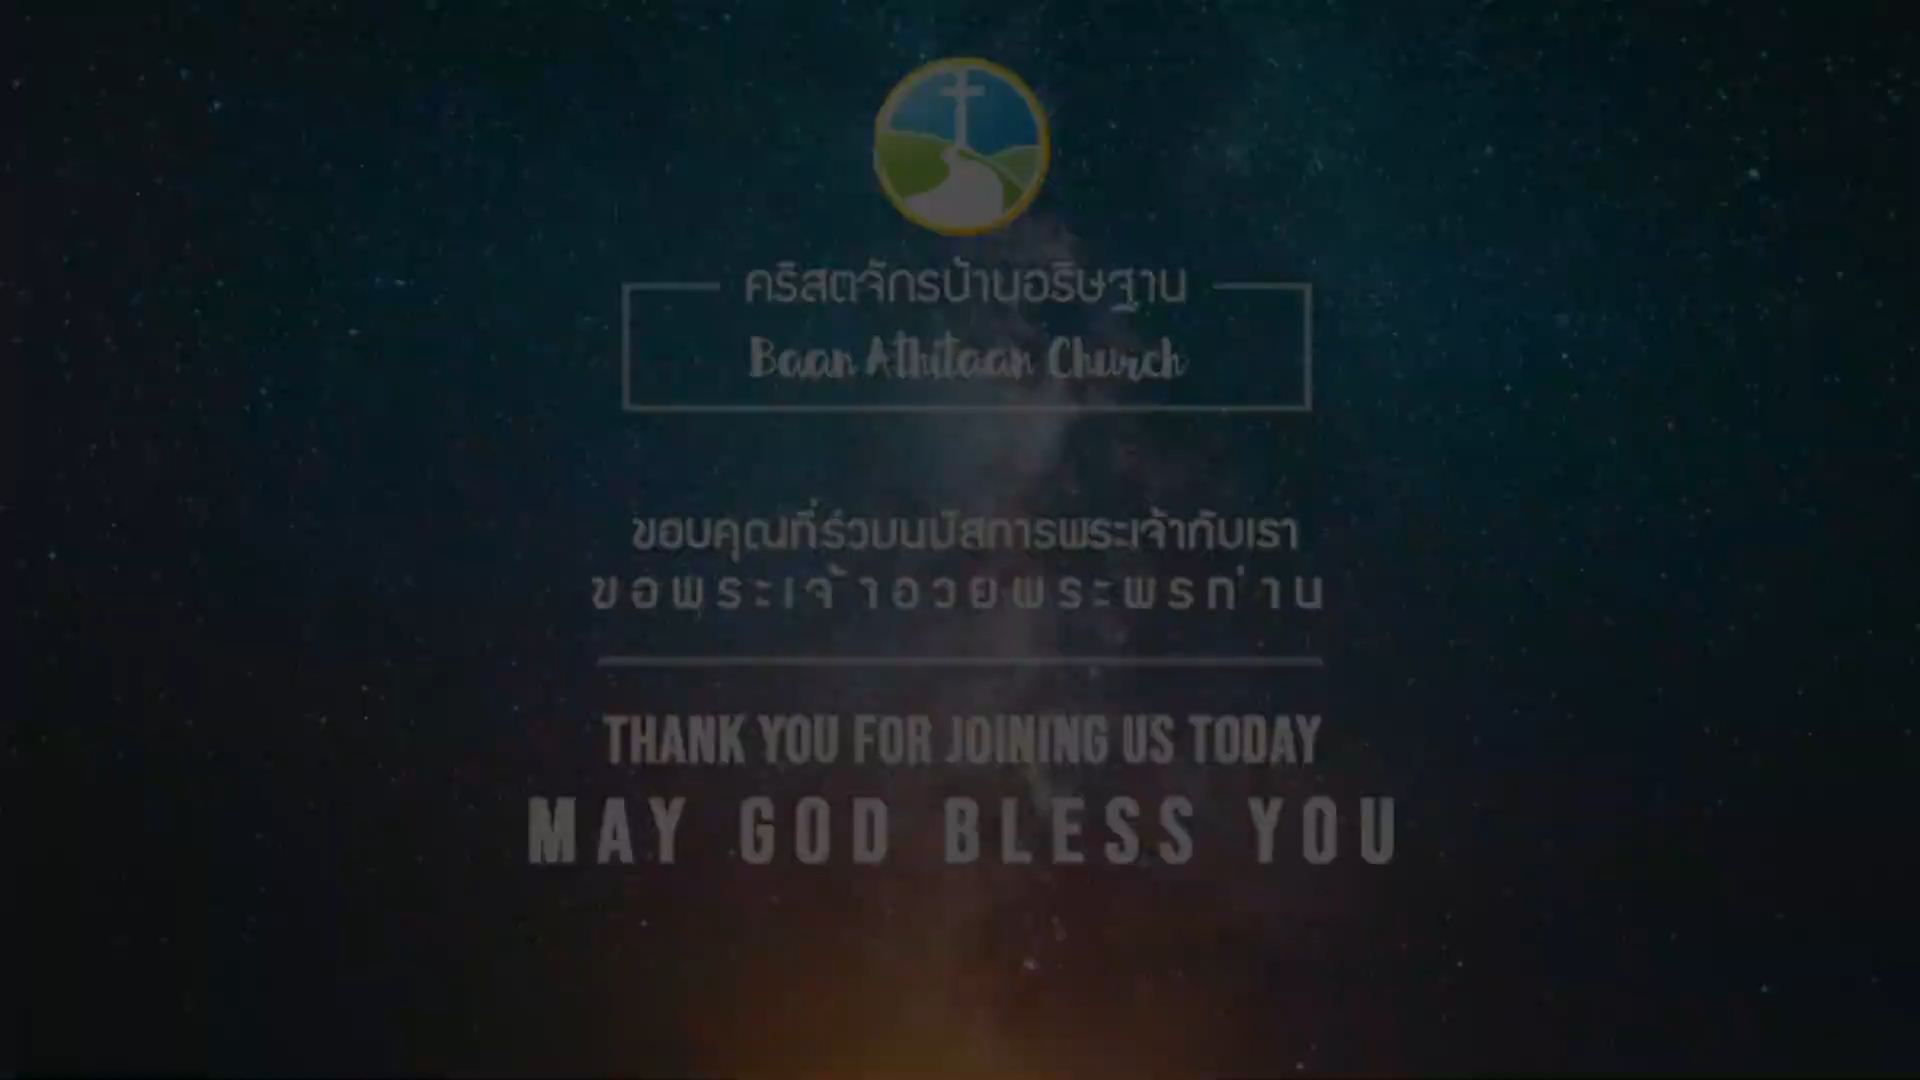 คริสตจักรบ้านอธิษฐาน
Baan Athitaan Church
ขอบคุณที่ร่วมนมัสการพระเจ้ากับเรา
ขอพระเจ้าอวยพระพรท่าน
THANK YOU FOR JOINING US TODAY
MAY GOD BLESS YOU